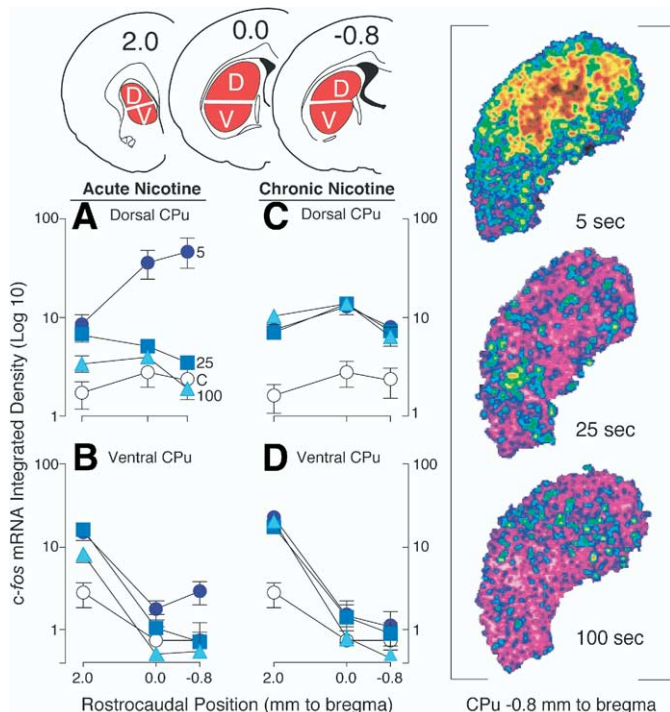 2.0 0.0 -0.8
D D D
V V V
Acute Nicotine Chronic Nicotine
A Dorsal CPu C Dorsal CPu
100 100
5
10 10
25
C
100
1 1
B Ventral CPu D Ventral CPu
100 100
10 10
1 1
2.0 0.0 -0.8 2.0 0.0 -0.8
c-fos mRNA Integrated Density (Log 10)
Rostrocaudal Position (mm to bregma)
5 sec
25 sec
100 sec
CPu -0.8 mm to bregma